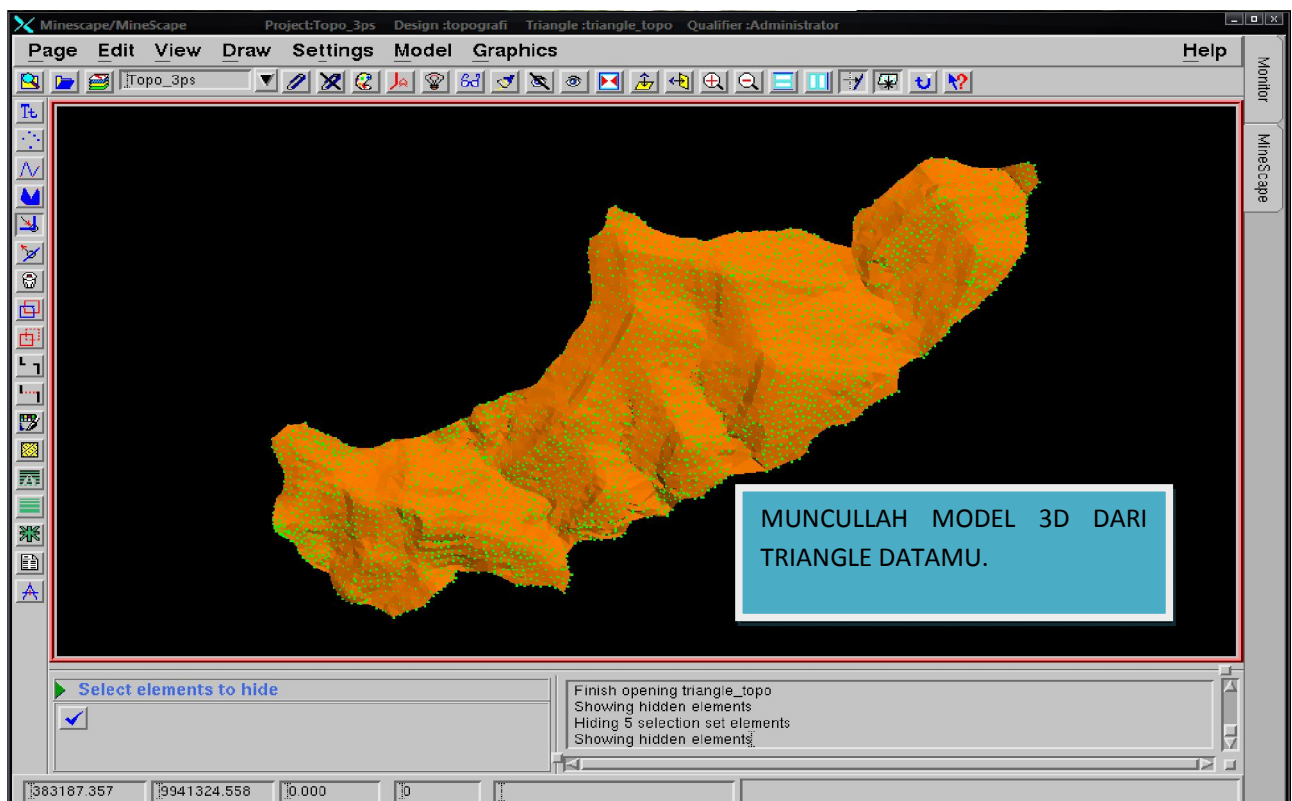 Minescape/MineScape Project:Topo_3ps Design :topografi Triangle :triangle_topo Qualifier :Administrator
Page Edit View Draw Settings Model Graphics Help
Topo_3ps
Monitor
MineScape
MUNCULLAH MODEL 3D DARI
TRIANGLE DATAMU.
Select elements to hide
Finish opening triangle_topo
Showing hidden elements
Hiding 5 selection set elements
Showing hidden elements
383187.357 9941324.558 0.000 0